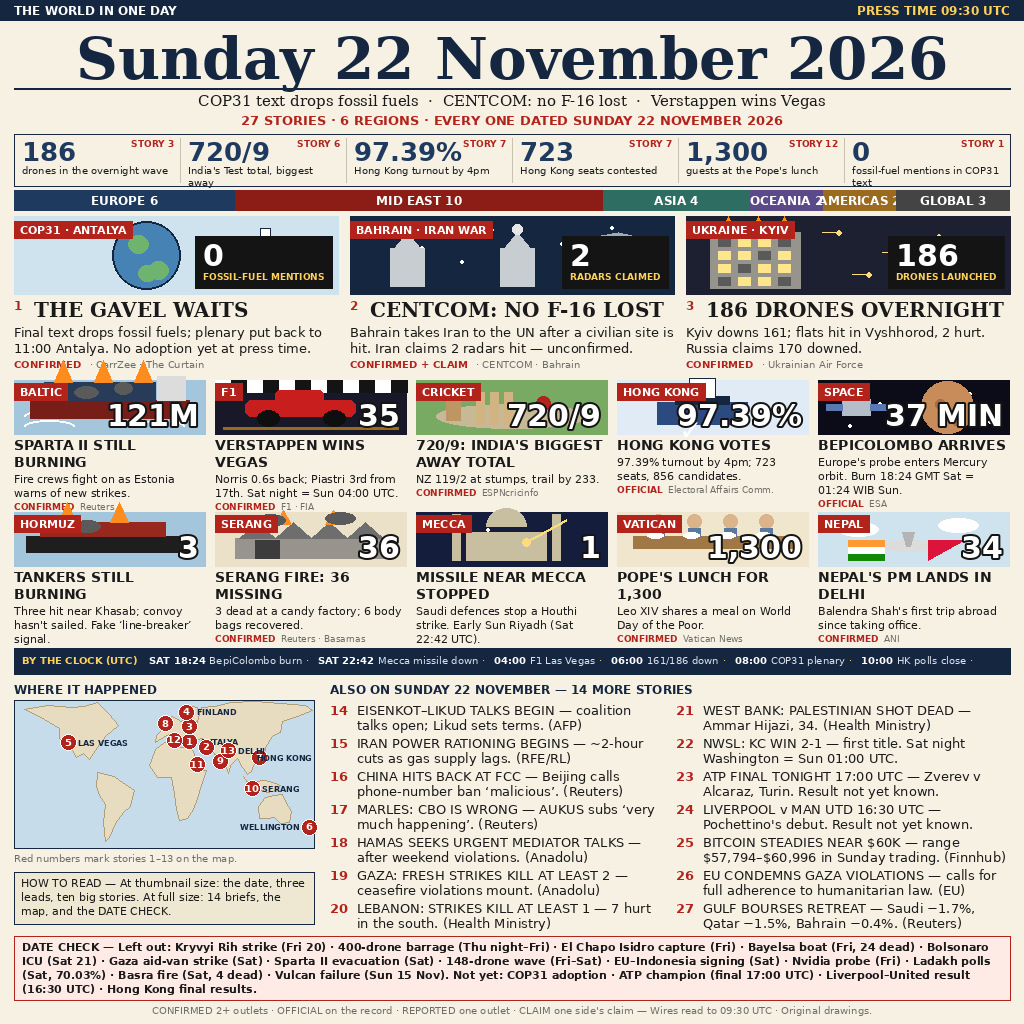 THE WORLD IN ONE DAY
PRESS TIME 09:30 UTC
Sunday 22 November 2026
COP31 text drops fossil fuels · CENTCOM: no F-16 lost · Verstappen wins Vegas
27 STORIES · 6 REGIONS · EVERY ONE DATED SUNDAY 22 NOVEMBER 2026
186 STORY 3
drones in the overnight wave
720/9 STORY 6
India's Test total, biggest
away
97.39% STORY 7
Hong Kong turnout by 4pm
723 STORY 7
Hong Kong seats contested
1,300 STORY 12
guests at the Pope's lunch
0 STORY 1
fossil-fuel mentions in COP31
text
EUROPE 6
MID EAST 10
ASIA 4
OCEANIA 2
AMERICAS 2
GLOBAL 3
COP31 · ANTALYA
0
FOSSIL-FUEL MENTIONS
1 THE GAVEL WAITS
Final text drops fossil fuels; plenary put back to
11:00 Antalya. No adoption yet at press time.
CONFIRMED · CarrZee · The Curtain
BAHRAIN · IRAN WAR
2
RADARS CLAIMED
2 CENTCOM: NO F-16 LOST
Bahrain takes Iran to the UN after a civilian site is
hit. Iran claims 2 radars hit — unconfirmed.
CONFIRMED + CLAIM · CENTCOM · Bahrain
UKRAINE · KYIV
186
DRONES LAUNCHED
3 186 DRONES OVERNIGHT
Kyiv downs 161; flats hit in Vyshhorod, 2 hurt.
Russia claims 170 downed.
CONFIRMED · Ukrainian Air Force
BALTIC
121M
SPARTA II STILL
BURNING
Fire crews fight on as Estonia
warns of new strikes.
CONFIRMED Reuters
F1
35
VERSTAPPEN WINS
VEGAS
Norris 0.6s back; Piastri 3rd from
17th. Sat night = Sun 04:00 UTC.
CONFIRMED F1 · FIA
CRICKET
720/9
720/9: INDIA'S BIGGEST
AWAY TOTAL
NZ 119/2 at stumps, trail by 233.
CONFIRMED ESPNcricinfo
HONG KONG
97.39%
HONG KONG VOTES
97.39% turnout by 4pm; 723
seats, 856 candidates.
OFFICIAL Electoral Affairs Comm.
SPACE
37 MIN
BEPICOLOMBO ARRIVES
Europe's probe enters Mercury
orbit. Burn 18:24 GMT Sat =
01:24 WIB Sun.
OFFICIAL ESA
HORMUZ
3
TANKERS STILL
BURNING
Three hit near Khasab; convoy
hasn't sailed. Fake ‘line-breaker’
signal.
SERANG
36
SERANG FIRE: 36
MISSING
3 dead at a candy factory; 6 body
bags recovered.
CONFIRMED Reuters · Basarnas
MECCA
1
MISSILE NEAR MECCA
STOPPED
Saudi defences stop a Houthi
strike. Early Sun Riyadh (Sat
22:42 UTC).
VATICAN
1,300
POPE'S LUNCH FOR
1,300
Leo XIV shares a meal on World
Day of the Poor.
CONFIRMED Vatican News
NEPAL
34
NEPAL'S PM LANDS IN
DELHI
Balendra Shah's first trip abroad
since taking office.
CONFIRMED ANI
BY THE CLOCK (UTC) SAT 18:24 BepiColombo burn · SAT 22:42 Mecca missile down · 04:00 F1 Las Vegas · 06:00 161/186 down · 08:00 COP31 plenary · 10:00 HK polls close ·
WHERE IT HAPPENED
4 FINLAND
8
3
5 LAS VEGAS
12
1
2
13 DELHI
9
11
HONG KONG
10 SERANG
WELLINGTON 6
Red numbers mark stories 1–13 on the map.
HOW TO READ — At thumbnail size: the date, three
leads, ten big stories. At full size: 14 briefs, the
map, and the DATE CHECK.
ALSO ON SUNDAY 22 NOVEMBER — 14 MORE STORIES
14 EISENKOT–LIKUD TALKS BEGIN — coalition
talks open; Likud sets terms. (AFP)
15 IRAN POWER RATIONING BEGINS — ~2-hour
cuts as gas supply lags. (RFE/RL)
16 CHINA HITS BACK AT FCC — Beijing calls
phone-number ban ‘malicious’. (Reuters)
17 MARLES: CBO IS WRONG — AUKUS subs ‘very
much happening’. (Reuters)
18 HAMAS SEEKS URGENT MEDIATOR TALKS —
after weekend violations. (Anadolu)
19 GAZA: FRESH STRIKES KILL AT LEAST 2 —
ceasefire violations mount. (Anadolu)
20 LEBANON: STRIKES KILL AT LEAST 1 — 7 hurt
in the south. (Health Ministry)
21 WEST BANK: PALESTINIAN SHOT DEAD —
Ammar Hijazi, 34. (Health Ministry)
22 NWSL: KC WIN 2-1 — first title. Sat night
Washington = Sun 01:00 UTC.
23 ATP FINAL TONIGHT 17:00 UTC — Zverev v
Alcaraz, Turin. Result not yet known.
24 LIVERPOOL v MAN UTD 16:30 UTC —
Pochettino's debut. Result not yet known.
25 BITCOIN STEADIES NEAR $60K — range
$57,794–$60,996 in Sunday trading. (Finnhub)
26 EU CONDEMNS GAZA VIOLATIONS — calls for
full adherence to humanitarian law. (EU)
27 GULF BOURSES RETREAT — Saudi −1.7%,
Qatar −1.5%, Bahrain −0.4%. (Reuters)
DATE CHECK — Left out: Kryvyi Rih strike (Fri 20) · 400-drone barrage (Thu night–Fri) · El Chapo Isidro capture (Fri) · Bayelsa boat (Fri, 24 dead) · Bolsonaro
ICU (Sat 21) · Gaza aid-van strike (Sat) · Sparta II evacuation (Sat) · 148-drone wave (Fri–Sat) · EU–Indonesia signing (Sat) · Nvidia probe (Fri) · Ladakh polls
(Sat, 70.03%) · Basra fire (Sat, 4 dead) · Vulcan failure (Sun 15 Nov). Not yet: COP31 adoption · ATP champion (final 17:00 UTC) · Liverpool–United result
(16:30 UTC) · Hong Kong final results.
CONFIRMED 2+ outlets · OFFICIAL on the record · REPORTED one outlet · CLAIM one side's claim — Wires read to 09:30 UTC · Original drawings.